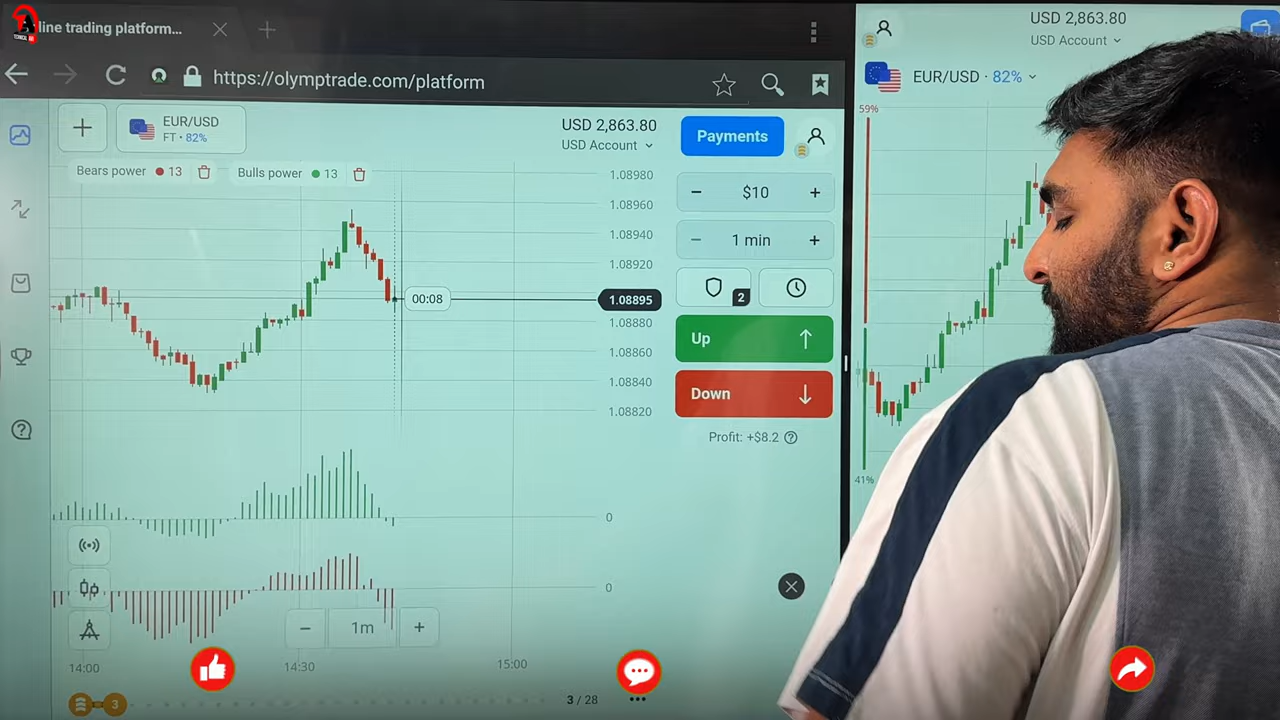 line trading platform...
https://olymptrade.com/platform
EUR/USD
FT • 82%
USD 2,863.80
USD Account
Payments
Bears power 13
Bulls power 13
$10
1 min
2
Up
Down
Profit: +$8.2
1.08980
1.08960
1.08940
1.08920
1.08895
1.08880
1.08860
1.08840
1.08820
00:08
0
0
1m
14:00
14:30
15:00
3
3 / 28
USD 2,863.80
USD Account
EUR/USD · 82%
59%
41%